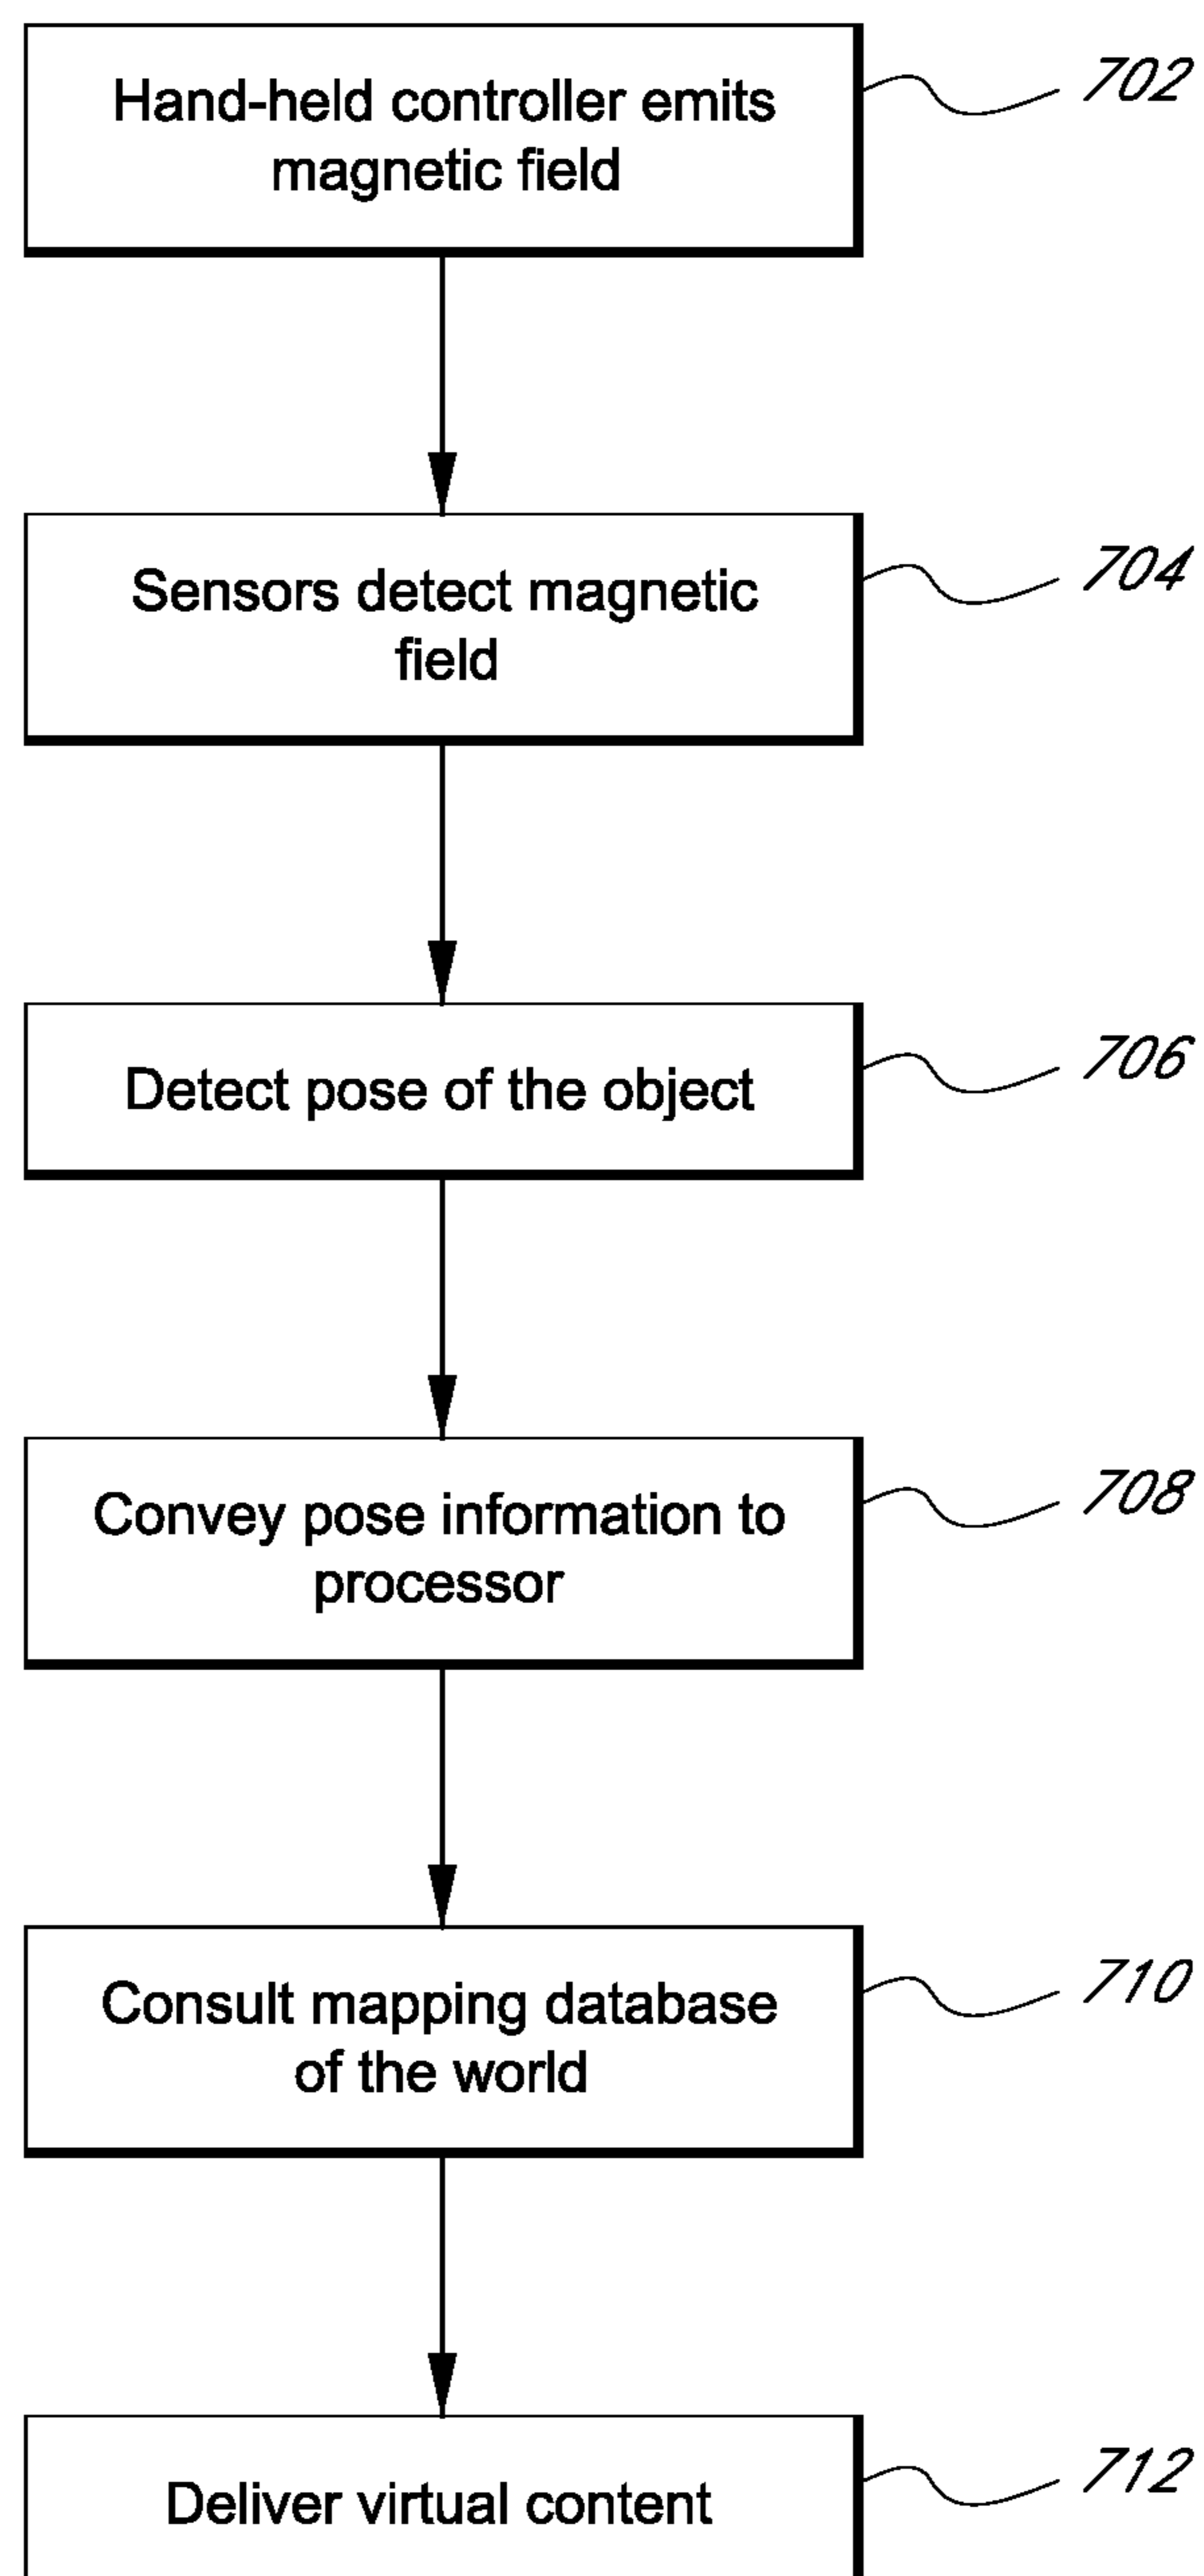 Hand-held controller emits
magnetic field
702
Sensors detect magnetic
field
704
Detect pose of the object
706
Convey pose information to
processor
708
Consult mapping database
of the world
710
Deliver virtual content
712